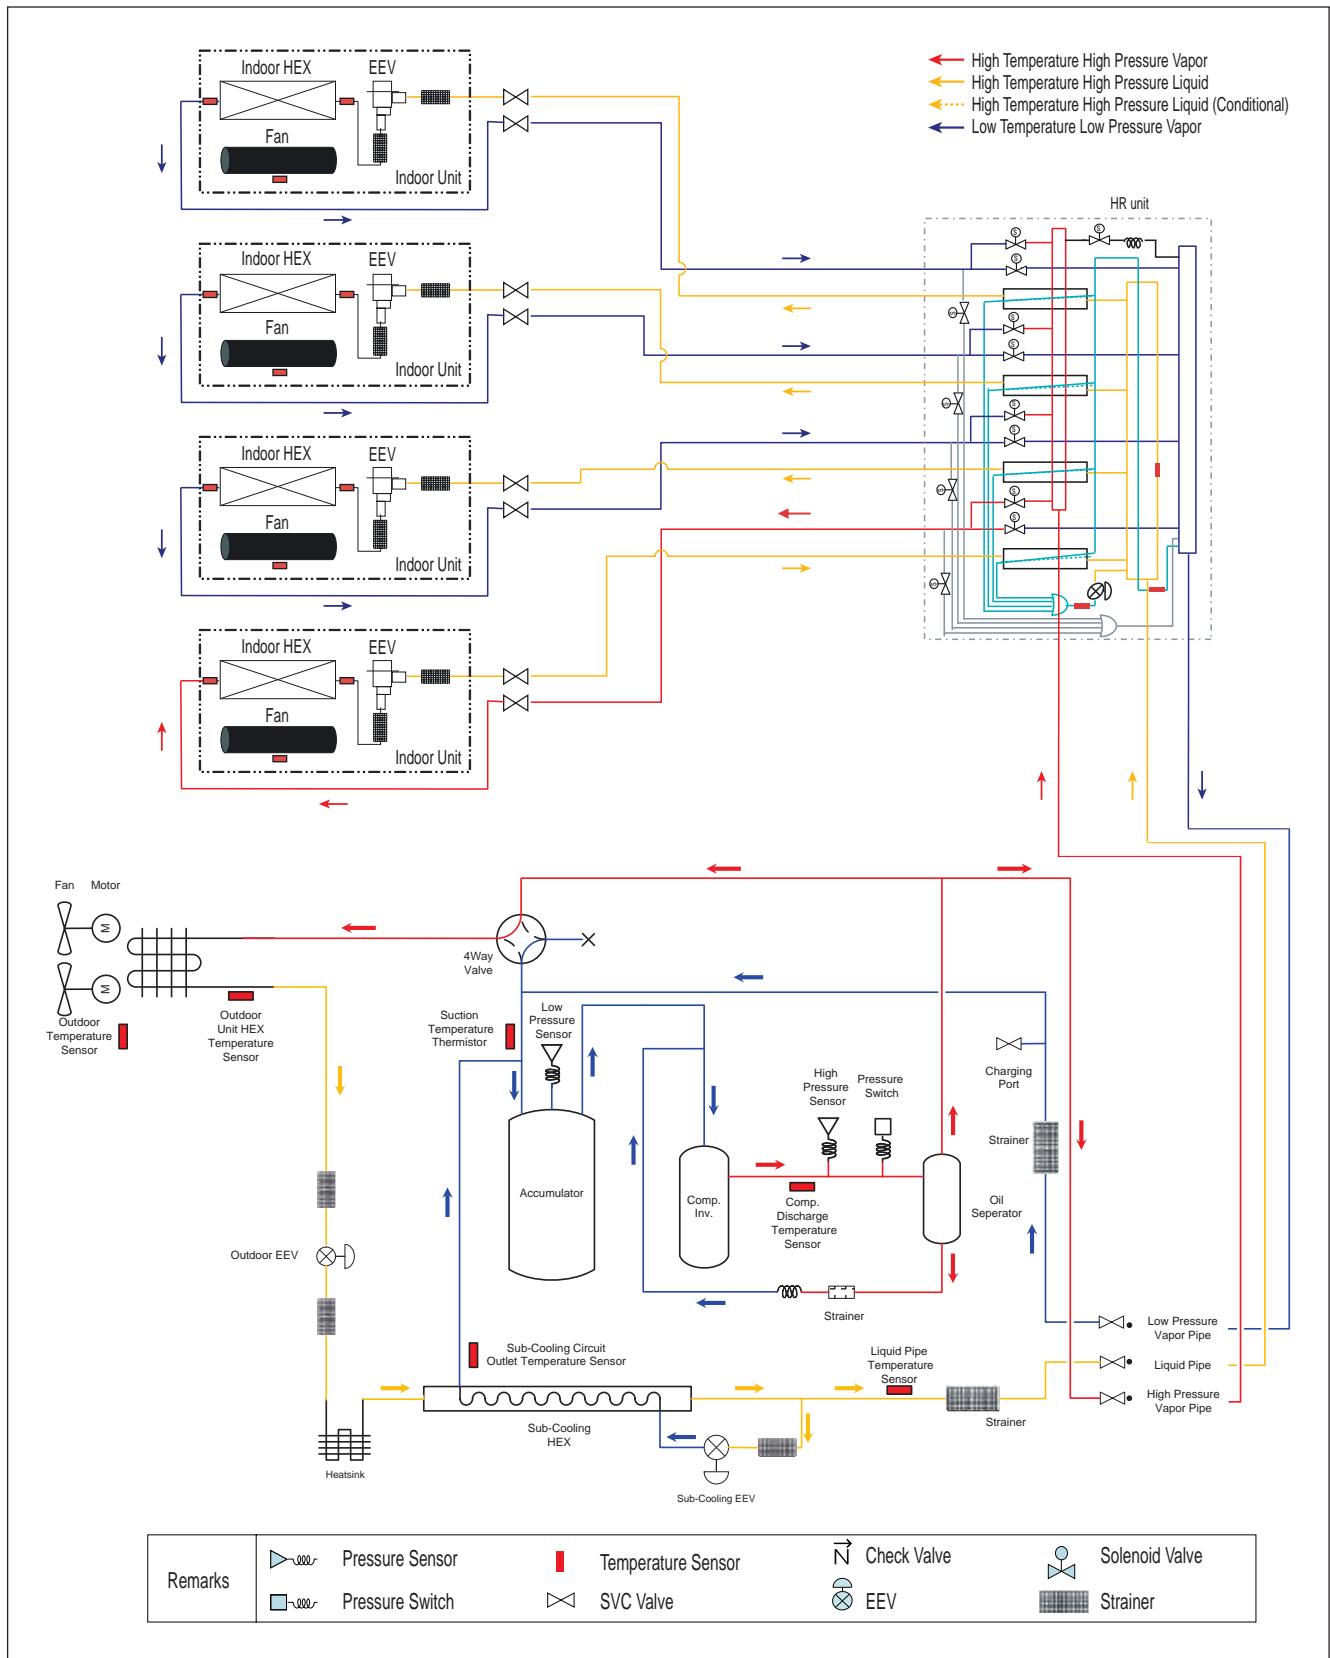 High Temperature High Pressure Vapor
High Temperature High Pressure Liquid
High Temperature High Pressure Liquid (Conditional)
Low Temperature Low Pressure Vapor
Indoor HEX
EEV
Fan
Indoor Unit
Indoor HEX
EEV
Fan
Indoor Unit
Indoor HEX
EEV
Fan
Indoor Unit
Indoor HEX
EEV
Fan
Indoor Unit
HR unit
S
S
S
S
S
S
S
S
S
S
S
S
S
Fan
Motor
M
M
4Way
Valve
Outdoor
Temperature
Sensor
Outdoor
Unit HEX
Temperature
Sensor
Suction
Temperature
Thermistor
Low
Pressure
Sensor
High
Pressure
Sensor
Pressure
Switch
Charging
Port
Strainer
Accumulator
Comp.
Inv.
Comp.
Discharge
Temperature
Sensor
Oil
Seperator
Outdoor EEV
Strainer
Sub-Cooling Circuit
Outlet Temperature Sensor
Liquid Pipe
Temperature
Sensor
Low Pressure
Vapor Pipe
Liquid Pipe
High Pressure
Vapor Pipe
Strainer
Sub-Cooling
HEX
Heatsink
Sub-Cooling EEV
Remarks
Pressure Sensor
Temperature Sensor
Check Valve
Solenoid Valve
Pressure Switch
SVC Valve
EEV
Strainer